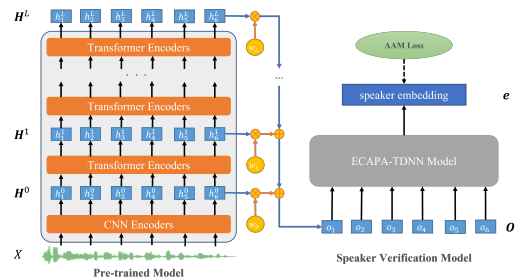 H^L h_1^L h_2^L h_3^L h_4^L h_5^L h_6^L
w_L
Transformer Encoders
. . .
...
Transformer Encoders
H^1 h_1^1 h_2^1 h_3^1 h_4^1 h_5^1 h_6^1
w_1
Transformer Encoders
H^0 h_1^0 h_2^0 h_3^0 h_4^0 h_5^0 h_6^0
w_0
CNN Encoders
X
Pre-trained Model
AAM Loss
speaker embedding e
ECAPA-TDNN Model
o_1 o_2 o_3 o_4 o_5 o_6 O
Speaker Verification Model